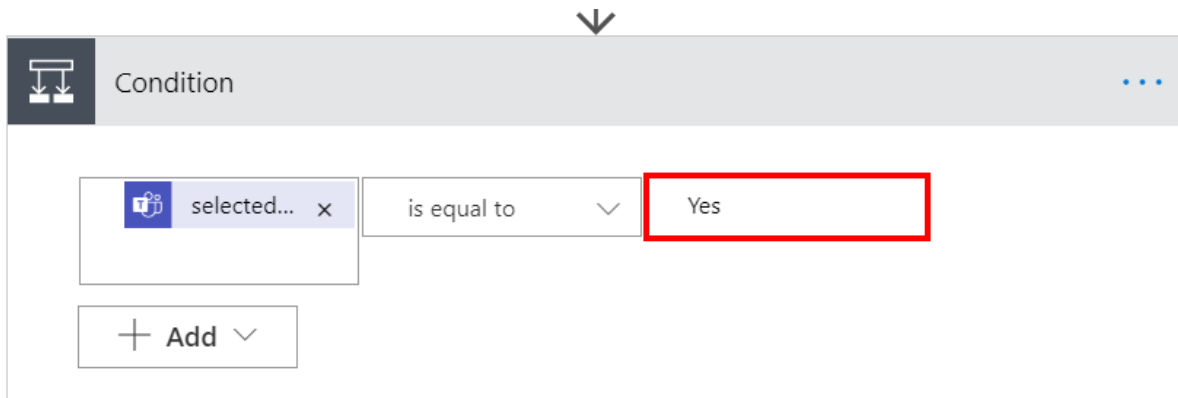 Condition
selected... is equal to Yes
Add